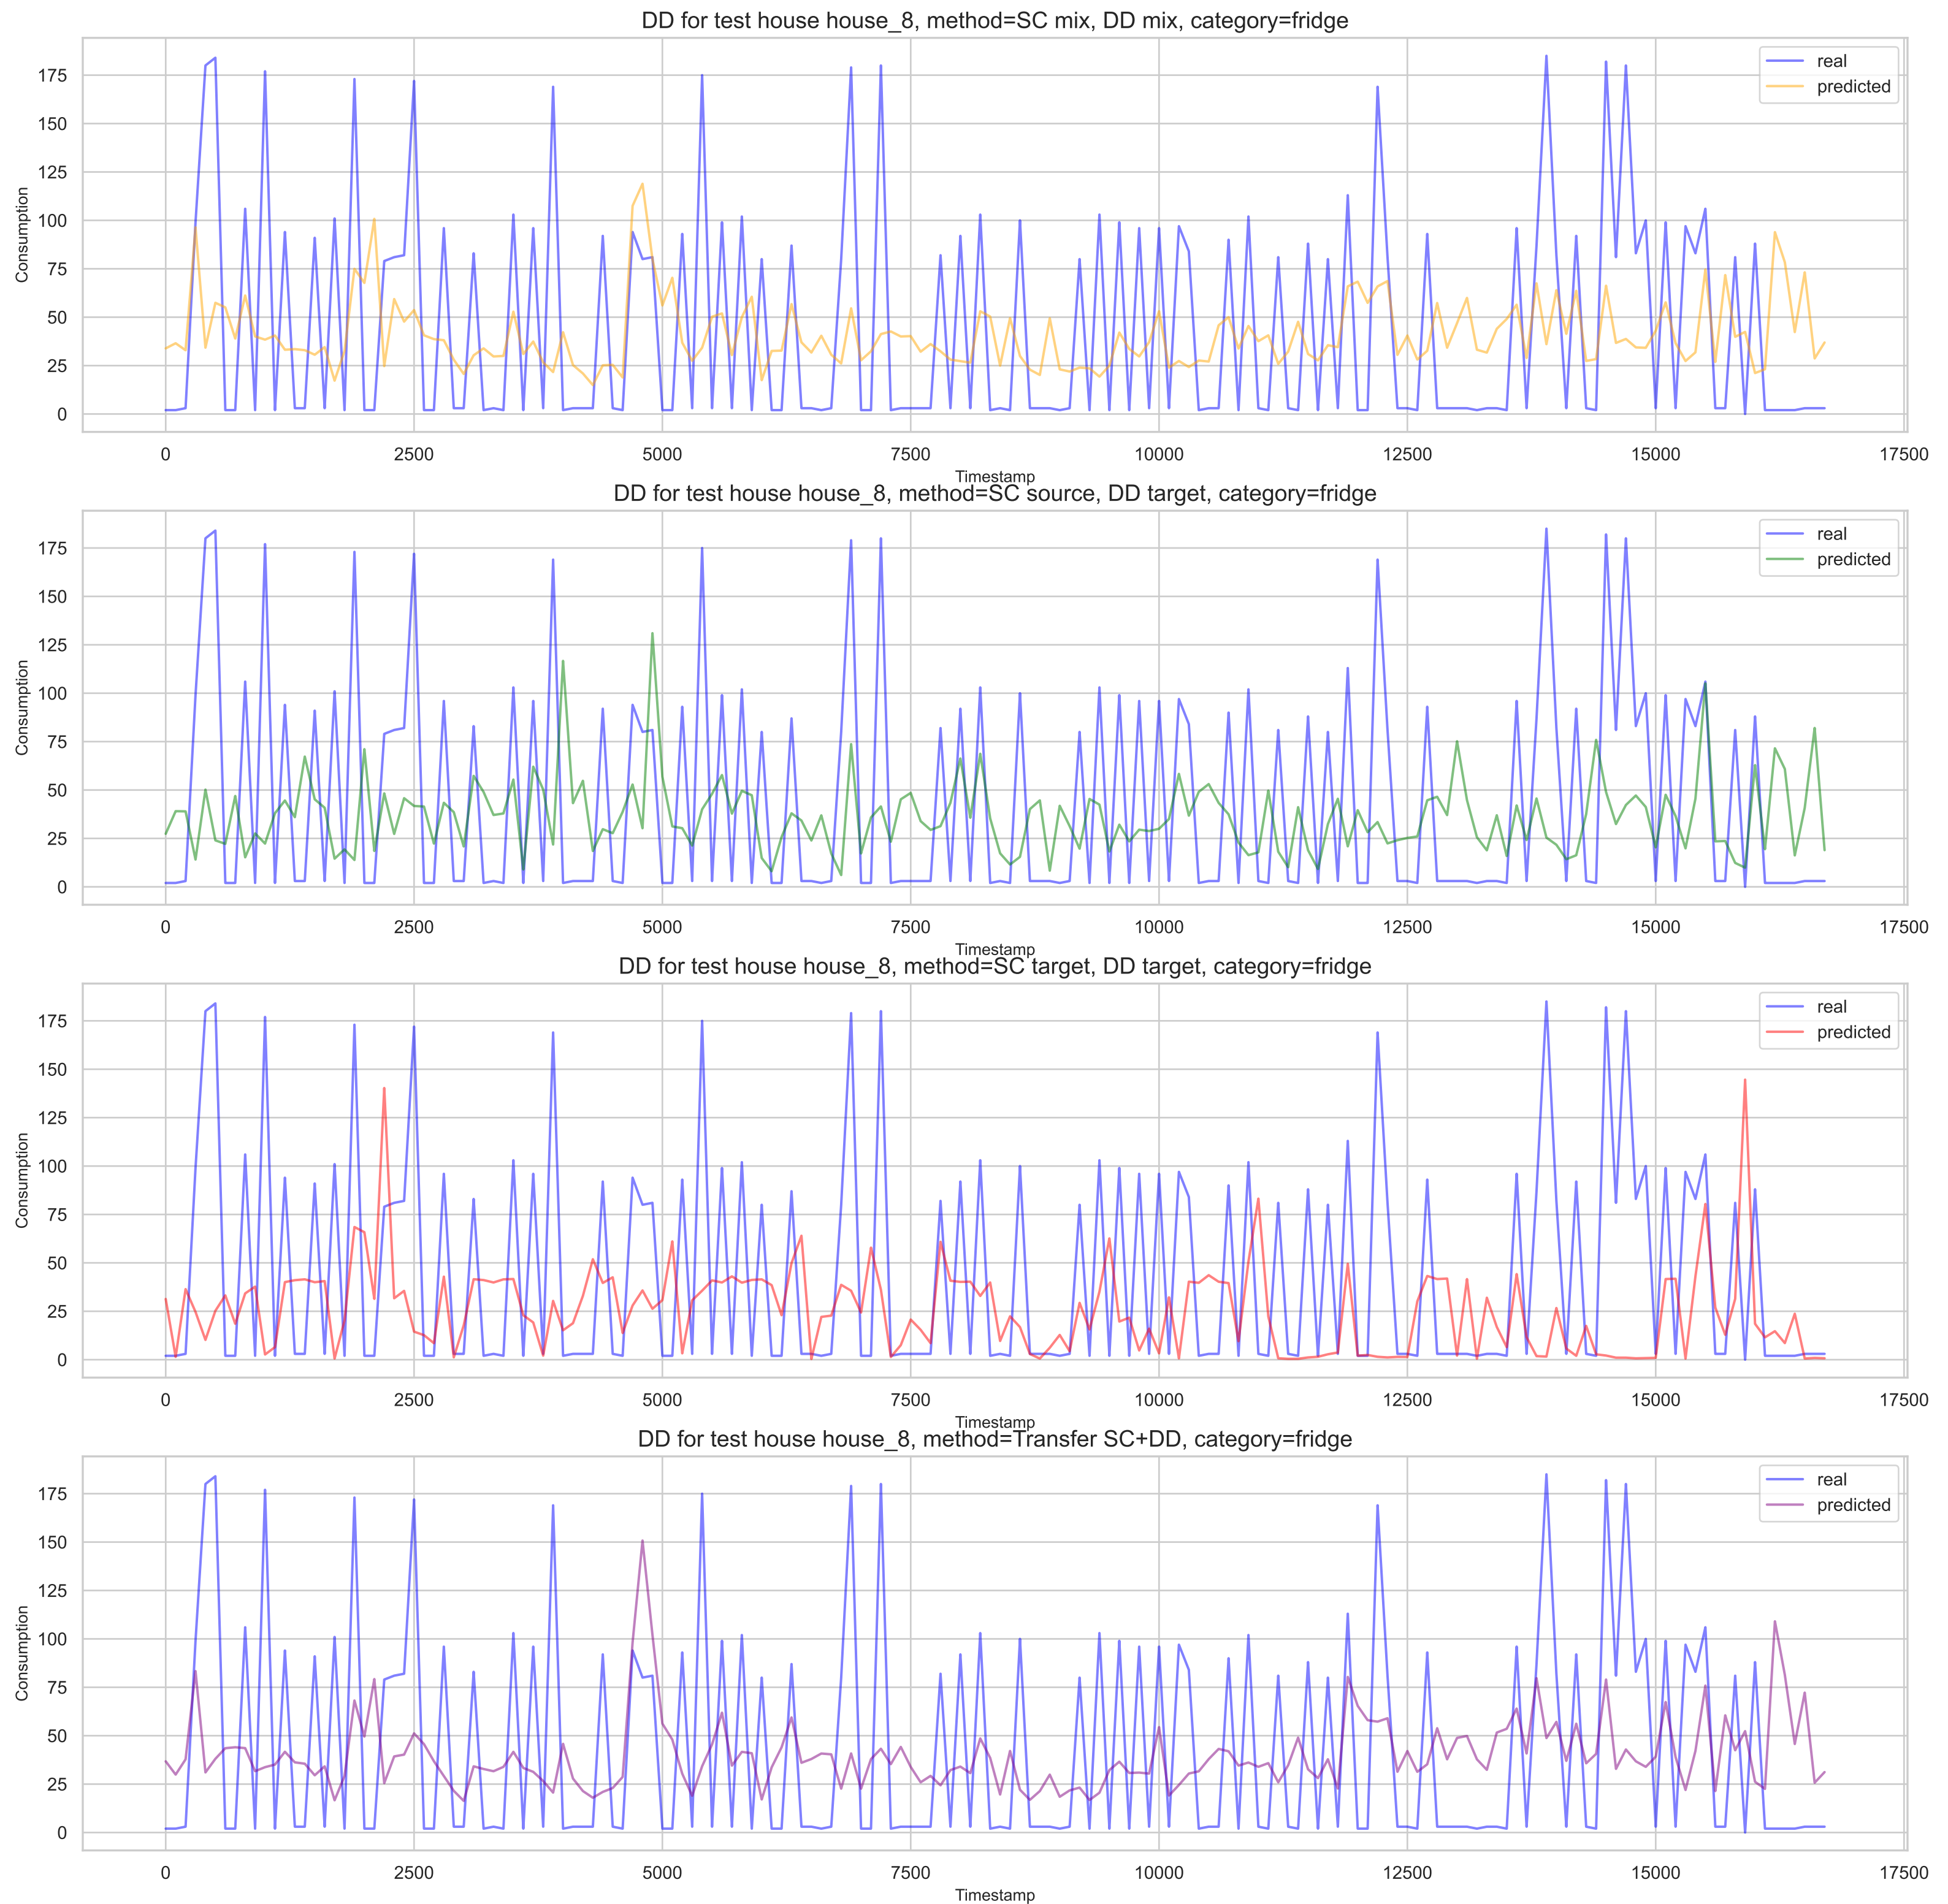 DD for test house house_8, method=SC mix, DD mix, category=fridge
175
150
125
100
75
50
25
0
Consumption
real
predicted
0 2500 5000 7500 10000 12500 15000 17500
Timestamp
DD for test house house_8, method=SC source, DD target, category=fridge
175
150
125
100
75
50
25
0
Consumption
real
predicted
0 2500 5000 7500 10000 12500 15000 17500
Timestamp
DD for test house house_8, method=SC target, DD target, category=fridge
175
150
125
100
75
50
25
0
Consumption
real
predicted
0 2500 5000 7500 10000 12500 15000 17500
Timestamp
DD for test house house_8, method=Transfer SC+DD, category=fridge
175
150
125
100
75
50
25
0
Consumption
real
predicted
0 2500 5000 7500 10000 12500 15000 17500
Timestamp